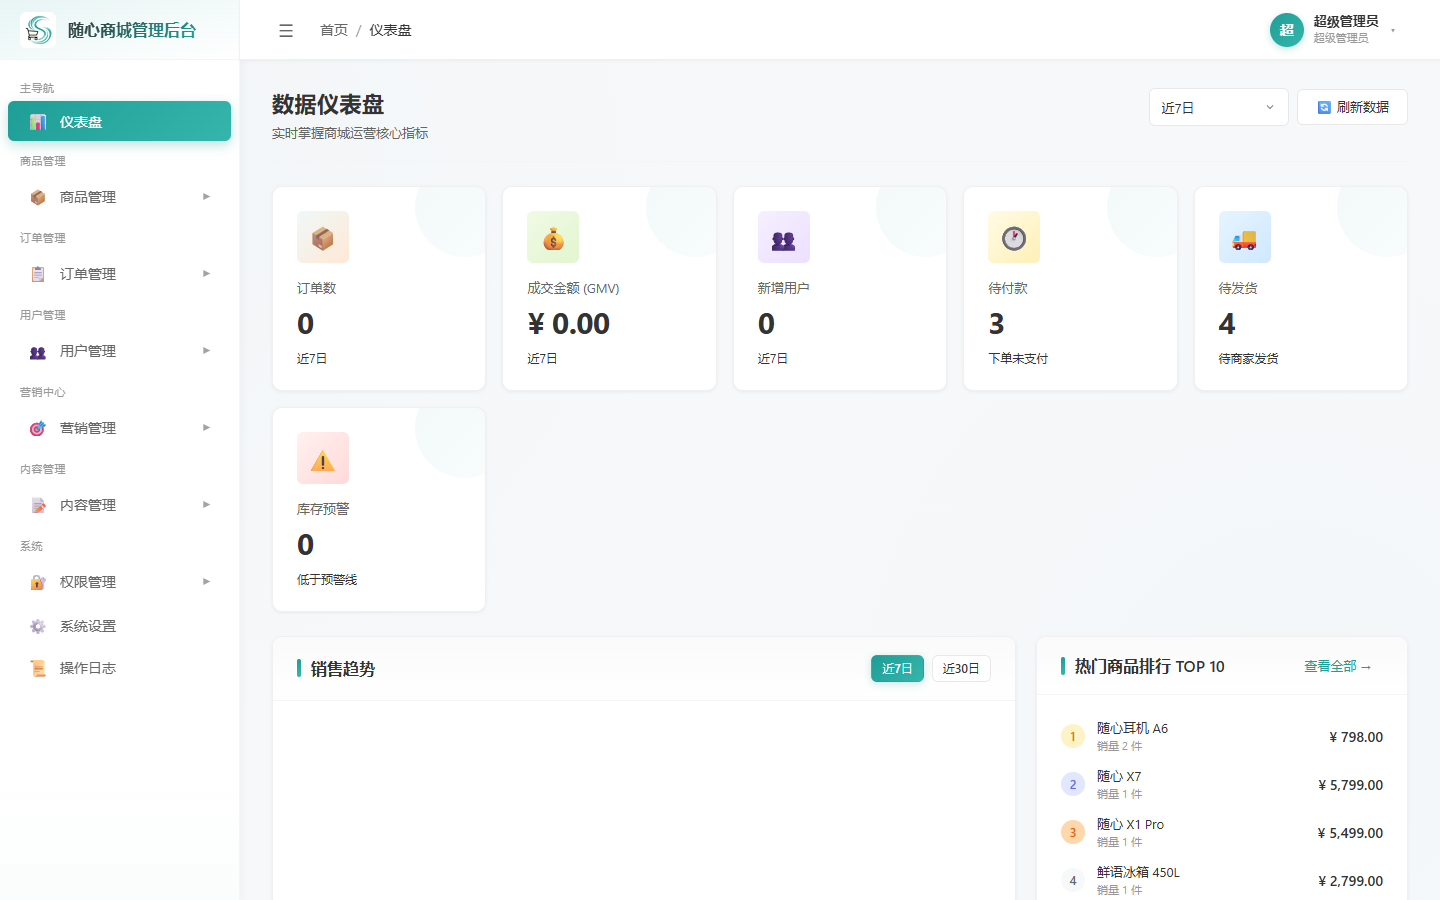 随心商城管理后台
首页 / 仪表盘
超
超级管理员
超级管理员
主导航
仪表盘
商品管理
商品管理
订单管理
订单管理
用户管理
用户管理
营销中心
营销管理
内容管理
内容管理
系统
权限管理
系统设置
操作日志
数据仪表盘
实时掌握商城运营核心指标
近7日
刷新数据
订单数
0
近7日
成交金额 (GMV)
¥ 0.00
近7日
新增用户
0
近7日
待付款
3
下单未支付
待发货
4
待商家发货
库存预警
0
低于预警线
销售趋势
近7日
近30日
热门商品排行 TOP 10
查看全部 →
1
随心耳机 A6
销量 2 件
¥ 798.00
2
随心 X7
销量 1 件
¥ 5,799.00
3
随心 X1 Pro
销量 1 件
¥ 5,499.00
4
鲜语冰箱 450L
销量 1 件
¥ 2,799.00